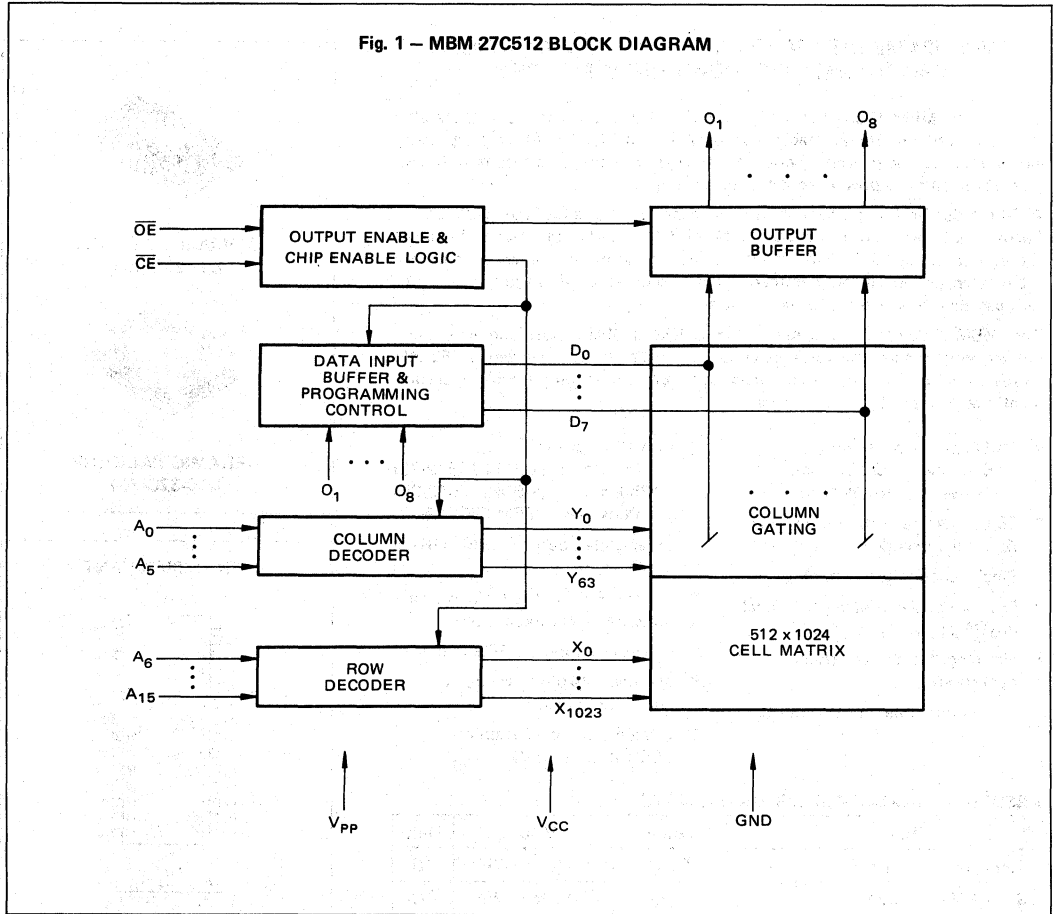 Fig. 1 – MBM 27C512 BLOCK DIAGRAM
O1
O8
. . .
OE
CE
OUTPUT ENABLE &
CHIP ENABLE LOGIC
OUTPUT
BUFFER
DATA INPUT
BUFFER &
PROGRAMMING
CONTROL
D0
D7
O1
. . .
O8
. . .
COLUMN
GATING
A0
A5
COLUMN
DECODER
Y0
Y63
A6
A15
ROW
DECODER
X0
X1023
512 x 1024
CELL MATRIX
VPP
VCC
GND